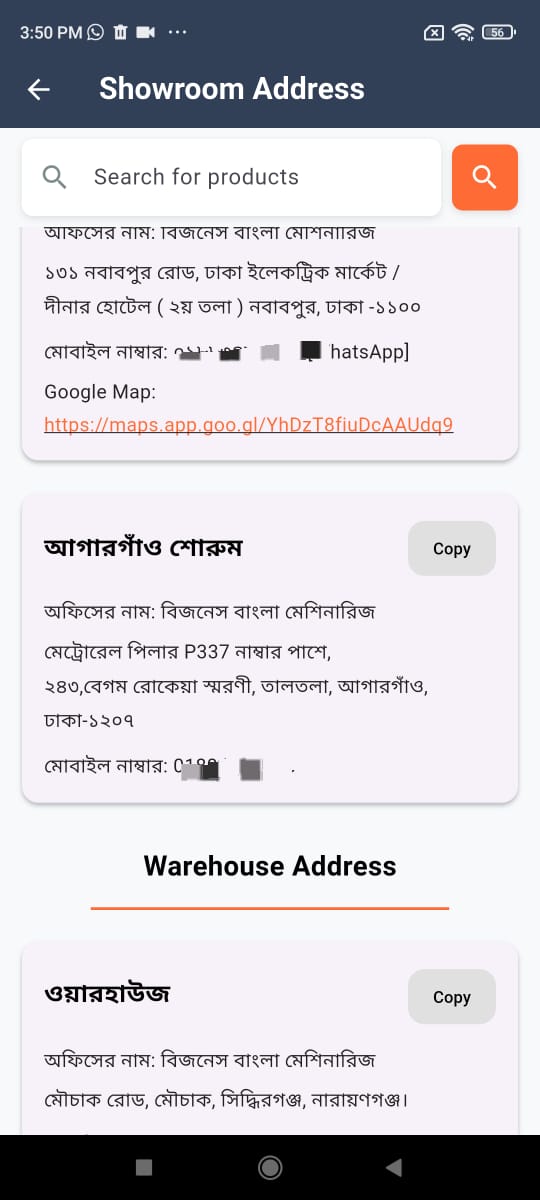 3:50 PM
56
Showroom Address
Search for products
অফিসের নাম: বিজনেস বাংলা মেশিনারিজ
১৩১ নবাবপুর রোড, ঢাকা ইলেকট্রিক মার্কেট /
দীনার হোটেল ( ২য় তলা ) নবাবপুর, ঢাকা -১১০০
মোবাইল নাম্বার: hatsApp]
Google Map:
https://maps.app.goo.gl/YhDzT8fiuDcAAUdq9
আগারগাঁও শোরুম
Copy
অফিসের নাম: বিজনেস বাংলা মেশিনারিজ
মেট্রোরেল পিলার P337 নাম্বার পাশে,
২৪৩,বেগম রোকেয়া স্মরণী, তালতলা, আগারগাঁও,
ঢাকা-১২০৭
মোবাইল নাম্বার:
Warehouse Address
ওয়ারহাউজ
Copy
অফিসের নাম: বিজনেস বাংলা মেশিনারিজ
মৌচাক রোড, মৌচাক, সিদ্ধিরগঞ্জ, নারায়ণগঞ্জ।